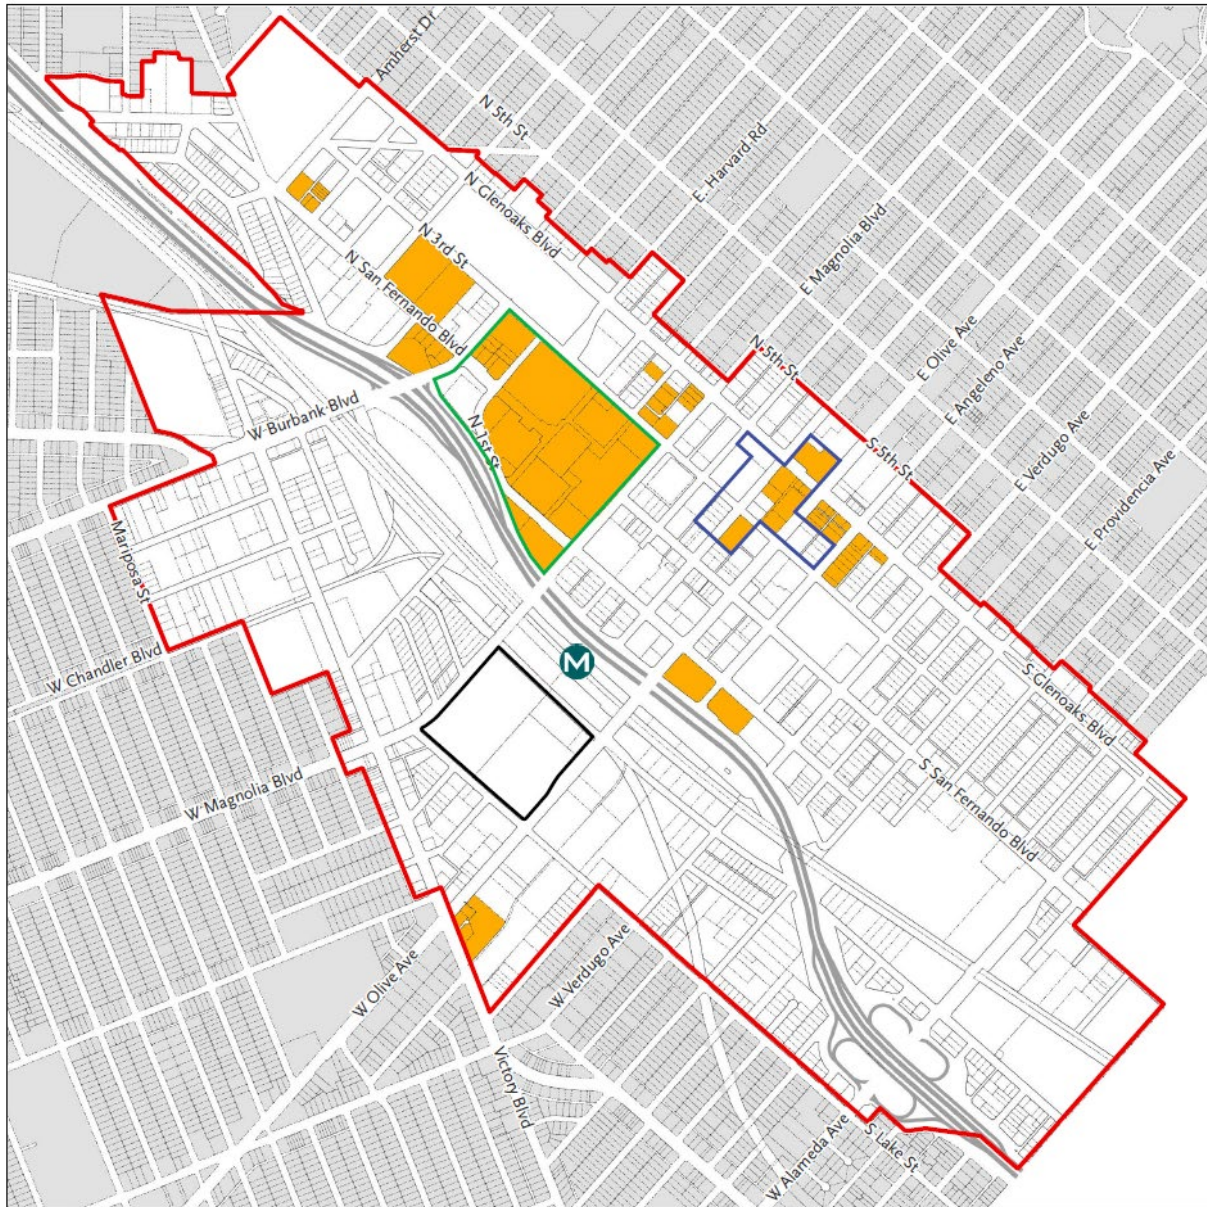 Amherst Dr
N 5th St
E. Harvard Rd
N Glenoaks Blvd
E Magnolia Blvd
N 3rd St
N San Fernando Blvd
N 5th St
E Olive Ave
E Angeleno Ave
W Burbank Blvd
N 1st St
S 5th St
E Verdugo Ave
E Providencia Ave
Mariposa St
W Chandler Blvd
M
S Glenoaks Blvd
W Magnolia Blvd
S San Fernando Blvd
W Olive Ave
W Verdugo Ave
Victory Blvd
W Alameda Ave
S Lake St